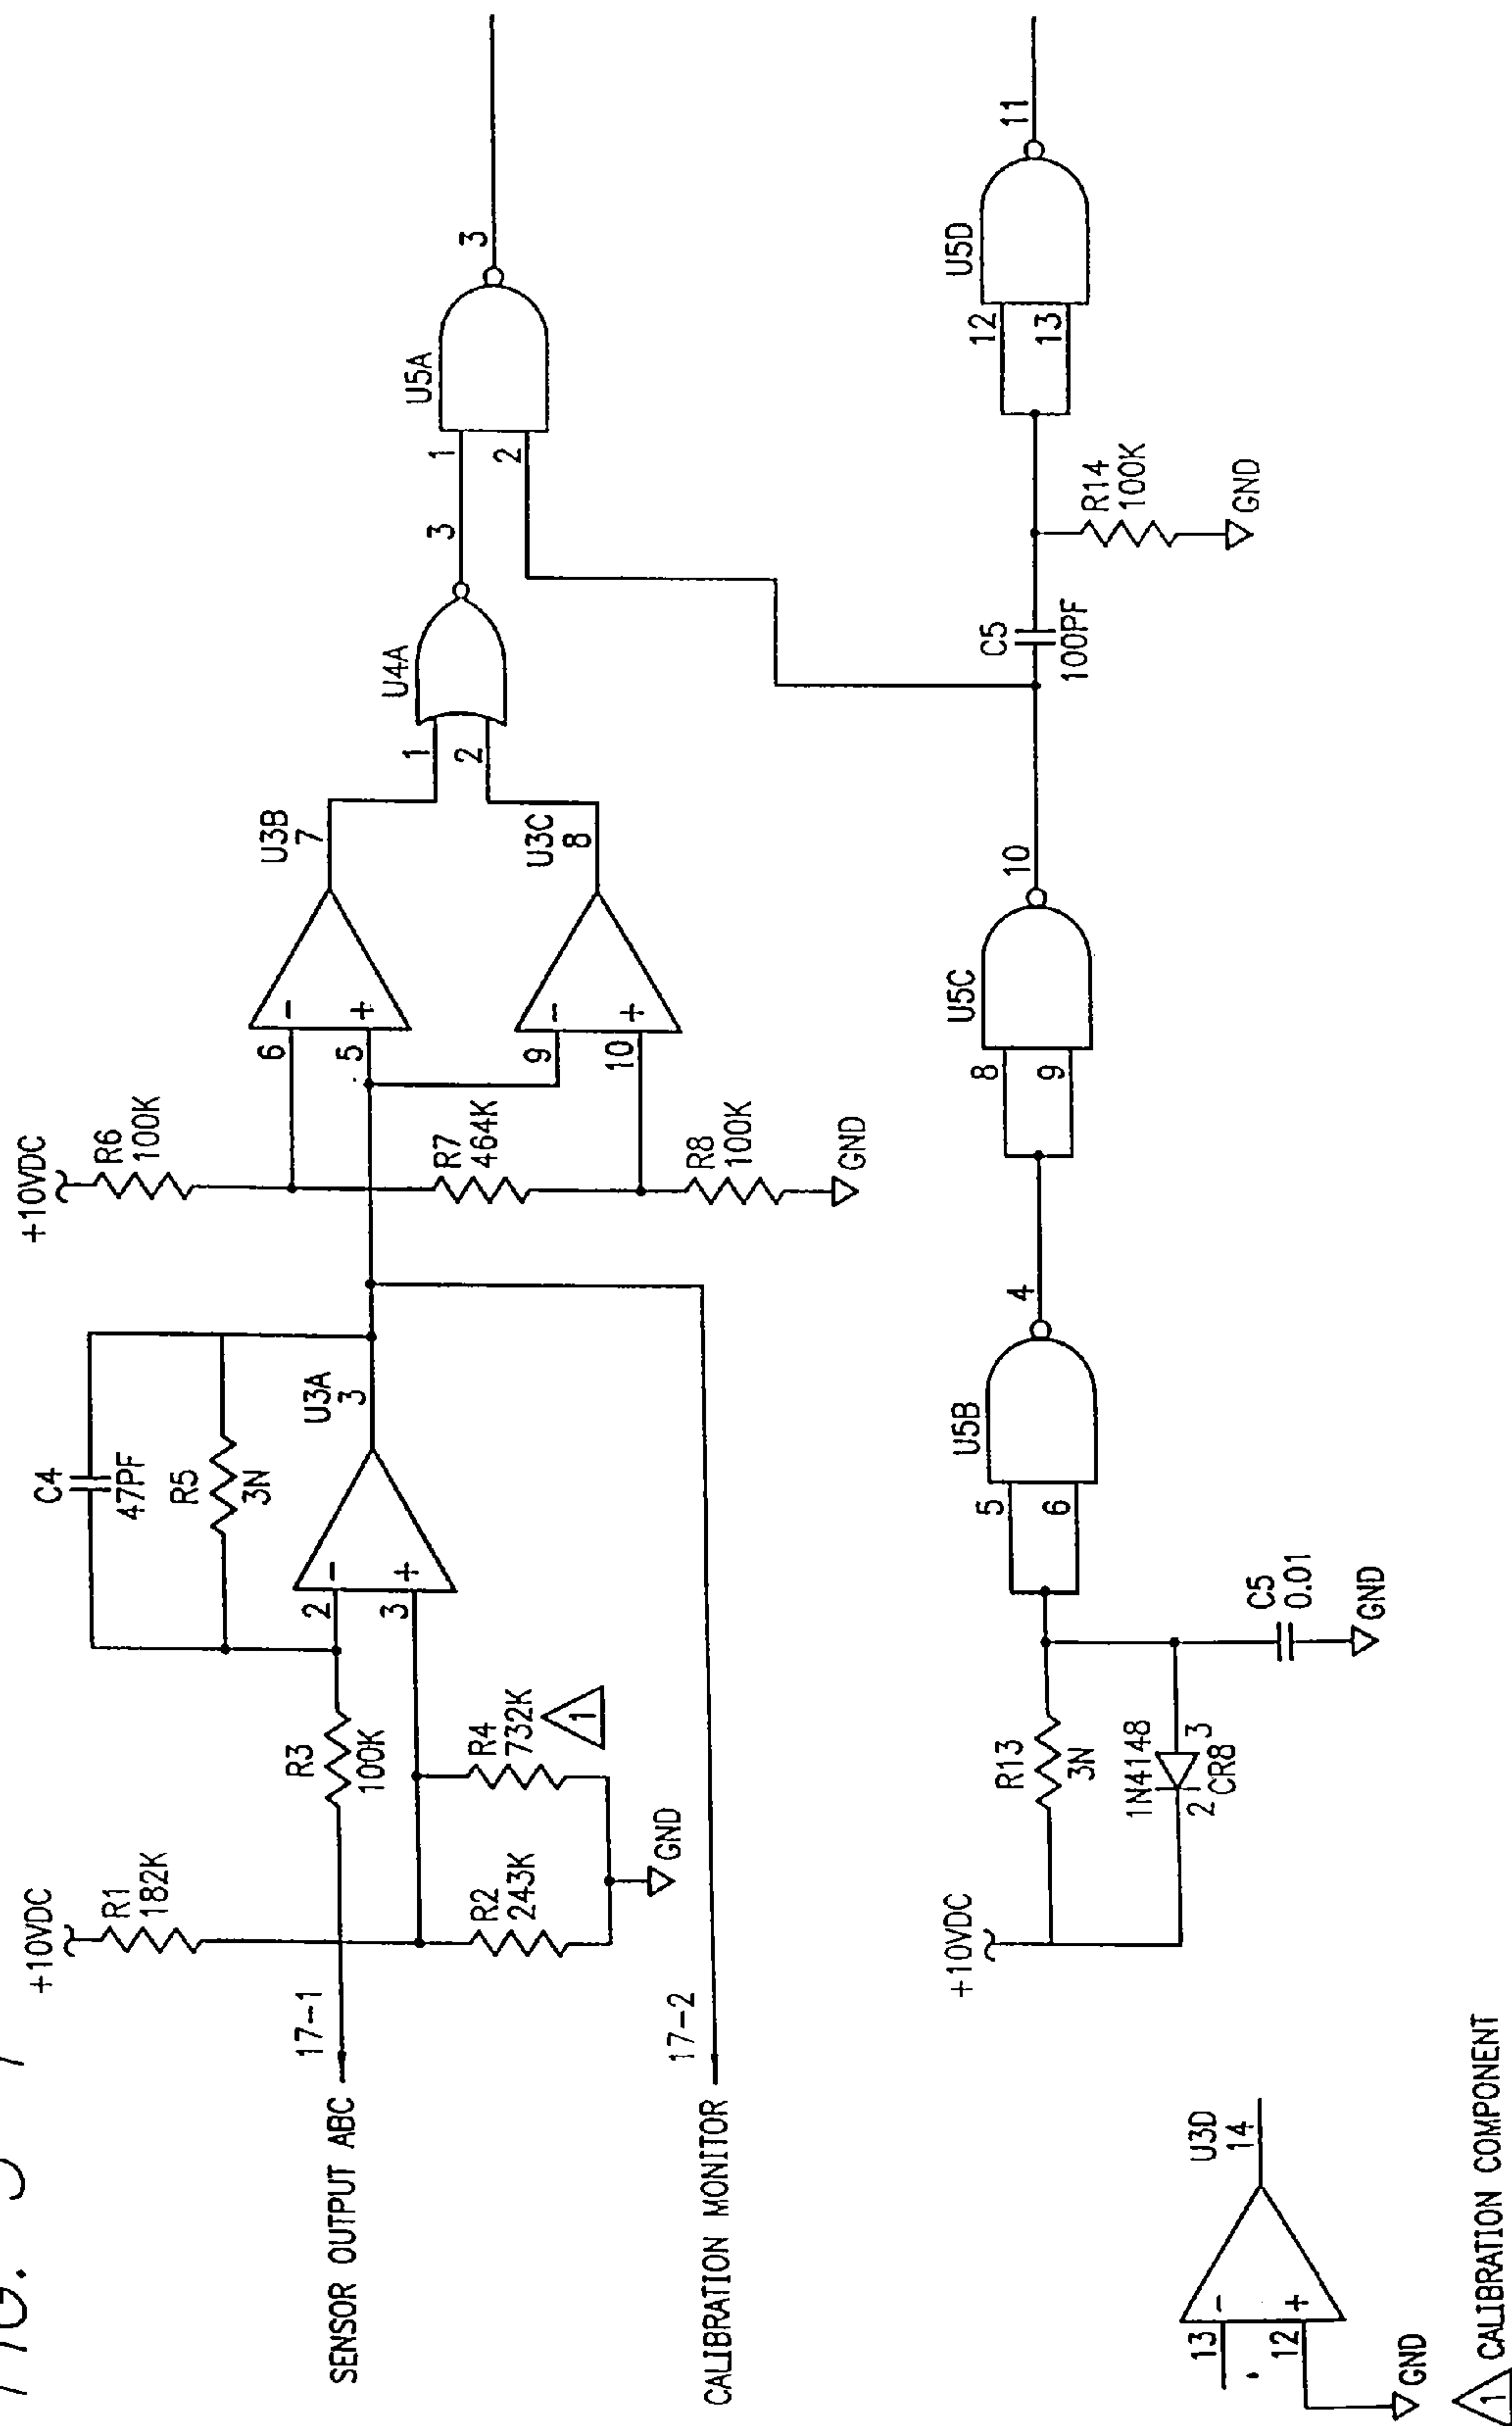 +10VDC
R1
182K
C4
47PF
R5
3N
+10VDC
R6
100K
U3A
3
U3B
7
6
5
-
+
U4A
1
2
3
U5A
1
2
3
17-1
SENSOR OUTPUT ABC
R3
100K
2
3
-
+
R2
243K
R4
732K
1
GND
R7
464K
9
10
-
+
U3C
8
R8
100K
GND
17-2
CALIBRATION MONITOR
+10VDC
R13
3N
1N4148
2
3
CR8
C5
0.01
GND
U5B
5
6
4
U5C
8
9
10
C5
100PF
R14
100K
GND
U5D
12
13
11
U3D
14
13
12
-
+
GND
1 CALIBRATION COMPONENT